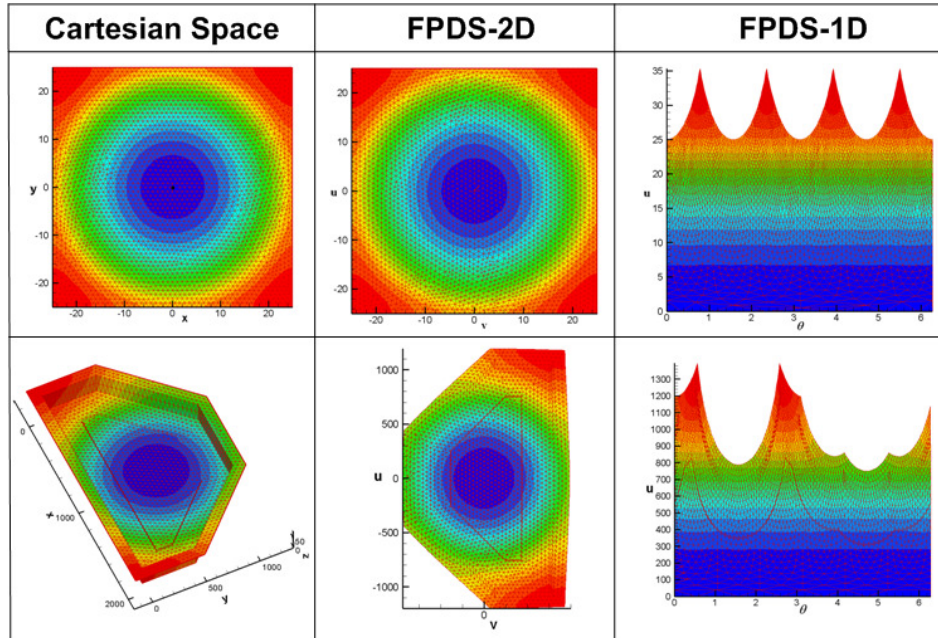 Cartesian Space FPDS-2D FPDS-1D
20
10
y 0
-10
-20
-20 -10 0 10 20
x
20
10
u 0
-10
-20
-20 -10 0 10 20
v
35
30
25
20
u
15
10
5
0
0 1 2 3 4 5 6
θ
0
x 1000
2000
0 500 1000
y
50
0
z
1000
500
u 0
-500
-1000
0
V
1300
1200
1100
1000
900
800
700
u
600
500
400
300
200
100
0
0 1 2 3 4 5 6
θ